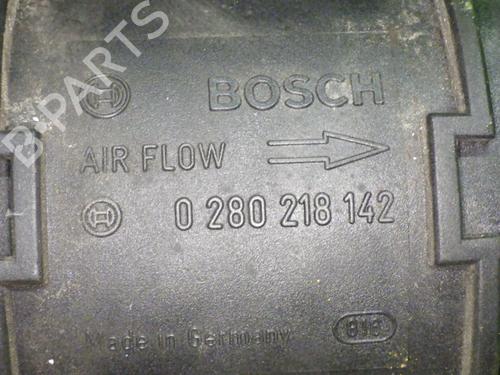 B-PARTS
BOSCH
AIR FLOW
0 280 218 142
Made in Germany